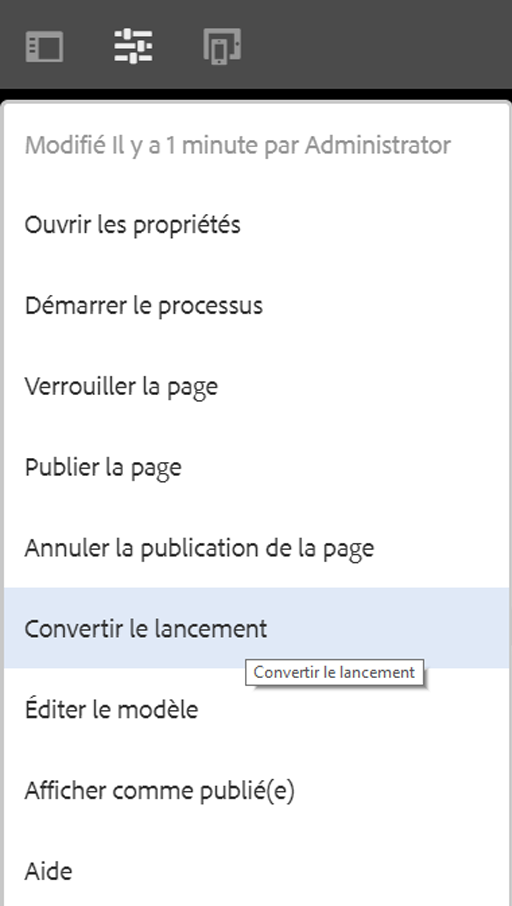 Modifié Il y a 1 minute par Administrator
Ouvrir les propriétés
Démarrer le processus
Verrouiller la page
Publier la page
Annuler la publication de la page
Convertir le lancement
Convertir le lancement
Éditer le modèle
Afficher comme publié(e)
Aide